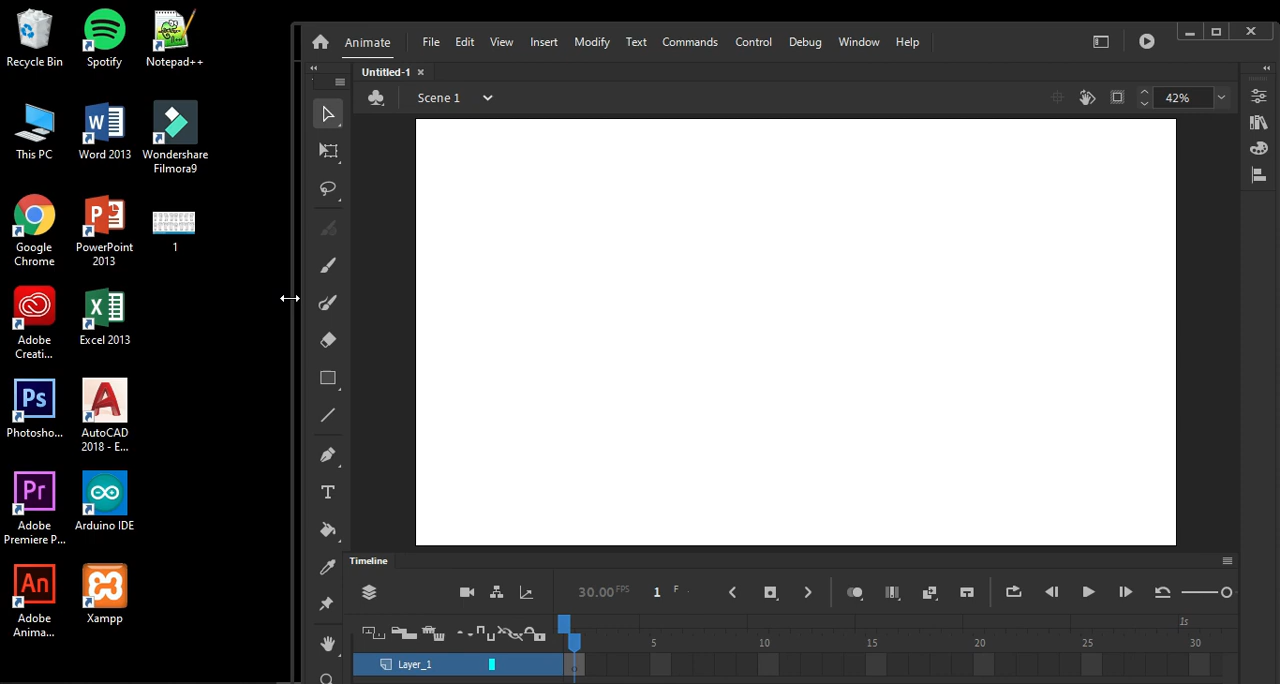 Recycle Bin
Spotify
Notepad++
This PC
Word 2013
Wondershare
Filmora9
Google
Chrome
PowerPoint
2013
1
Adobe
Creati...
Excel 2013
Photosho...
AutoCAD
2018 - E...
Adobe
Premiere P...
Arduino IDE
Adobe
Anima...
Xampp
Animate File Edit View Insert Modify Text Commands Control Debug Window Help
Untitled-1
Scene 1
42%
Timeline
30.00 FPS 1 F
1s
5 10 15 20 25 30
Layer_1
W
P
X
Ps
A
Pr
An
T